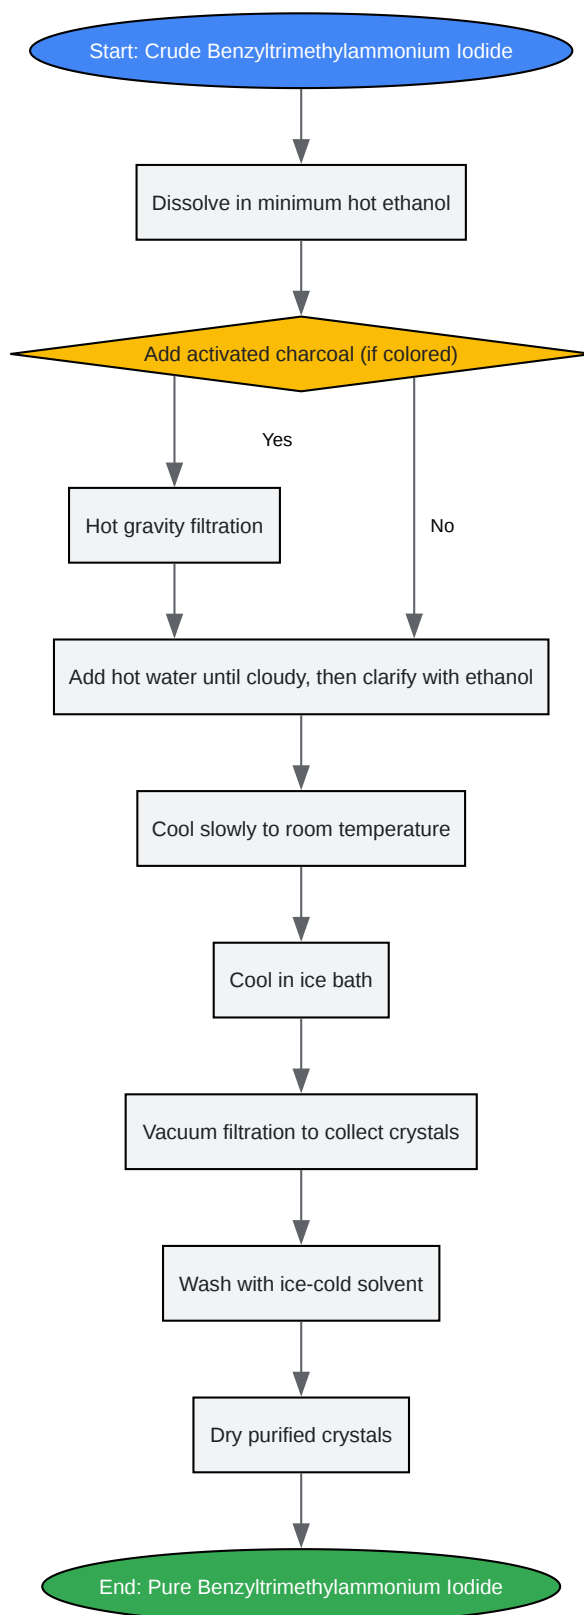 Start: Crude Benzyltrimethylammonium Iodide
Dissolve in minimum hot ethanol
Add activated charcoal (if colored)
Yes
Hot gravity filtration
No
Add hot water until cloudy, then clarify with ethanol
Cool slowly to room temperature
Cool in ice bath
Vacuum filtration to collect crystals
Wash with ice-cold solvent
Dry purified crystals
End: Pure Benzyltrimethylammonium Iodide